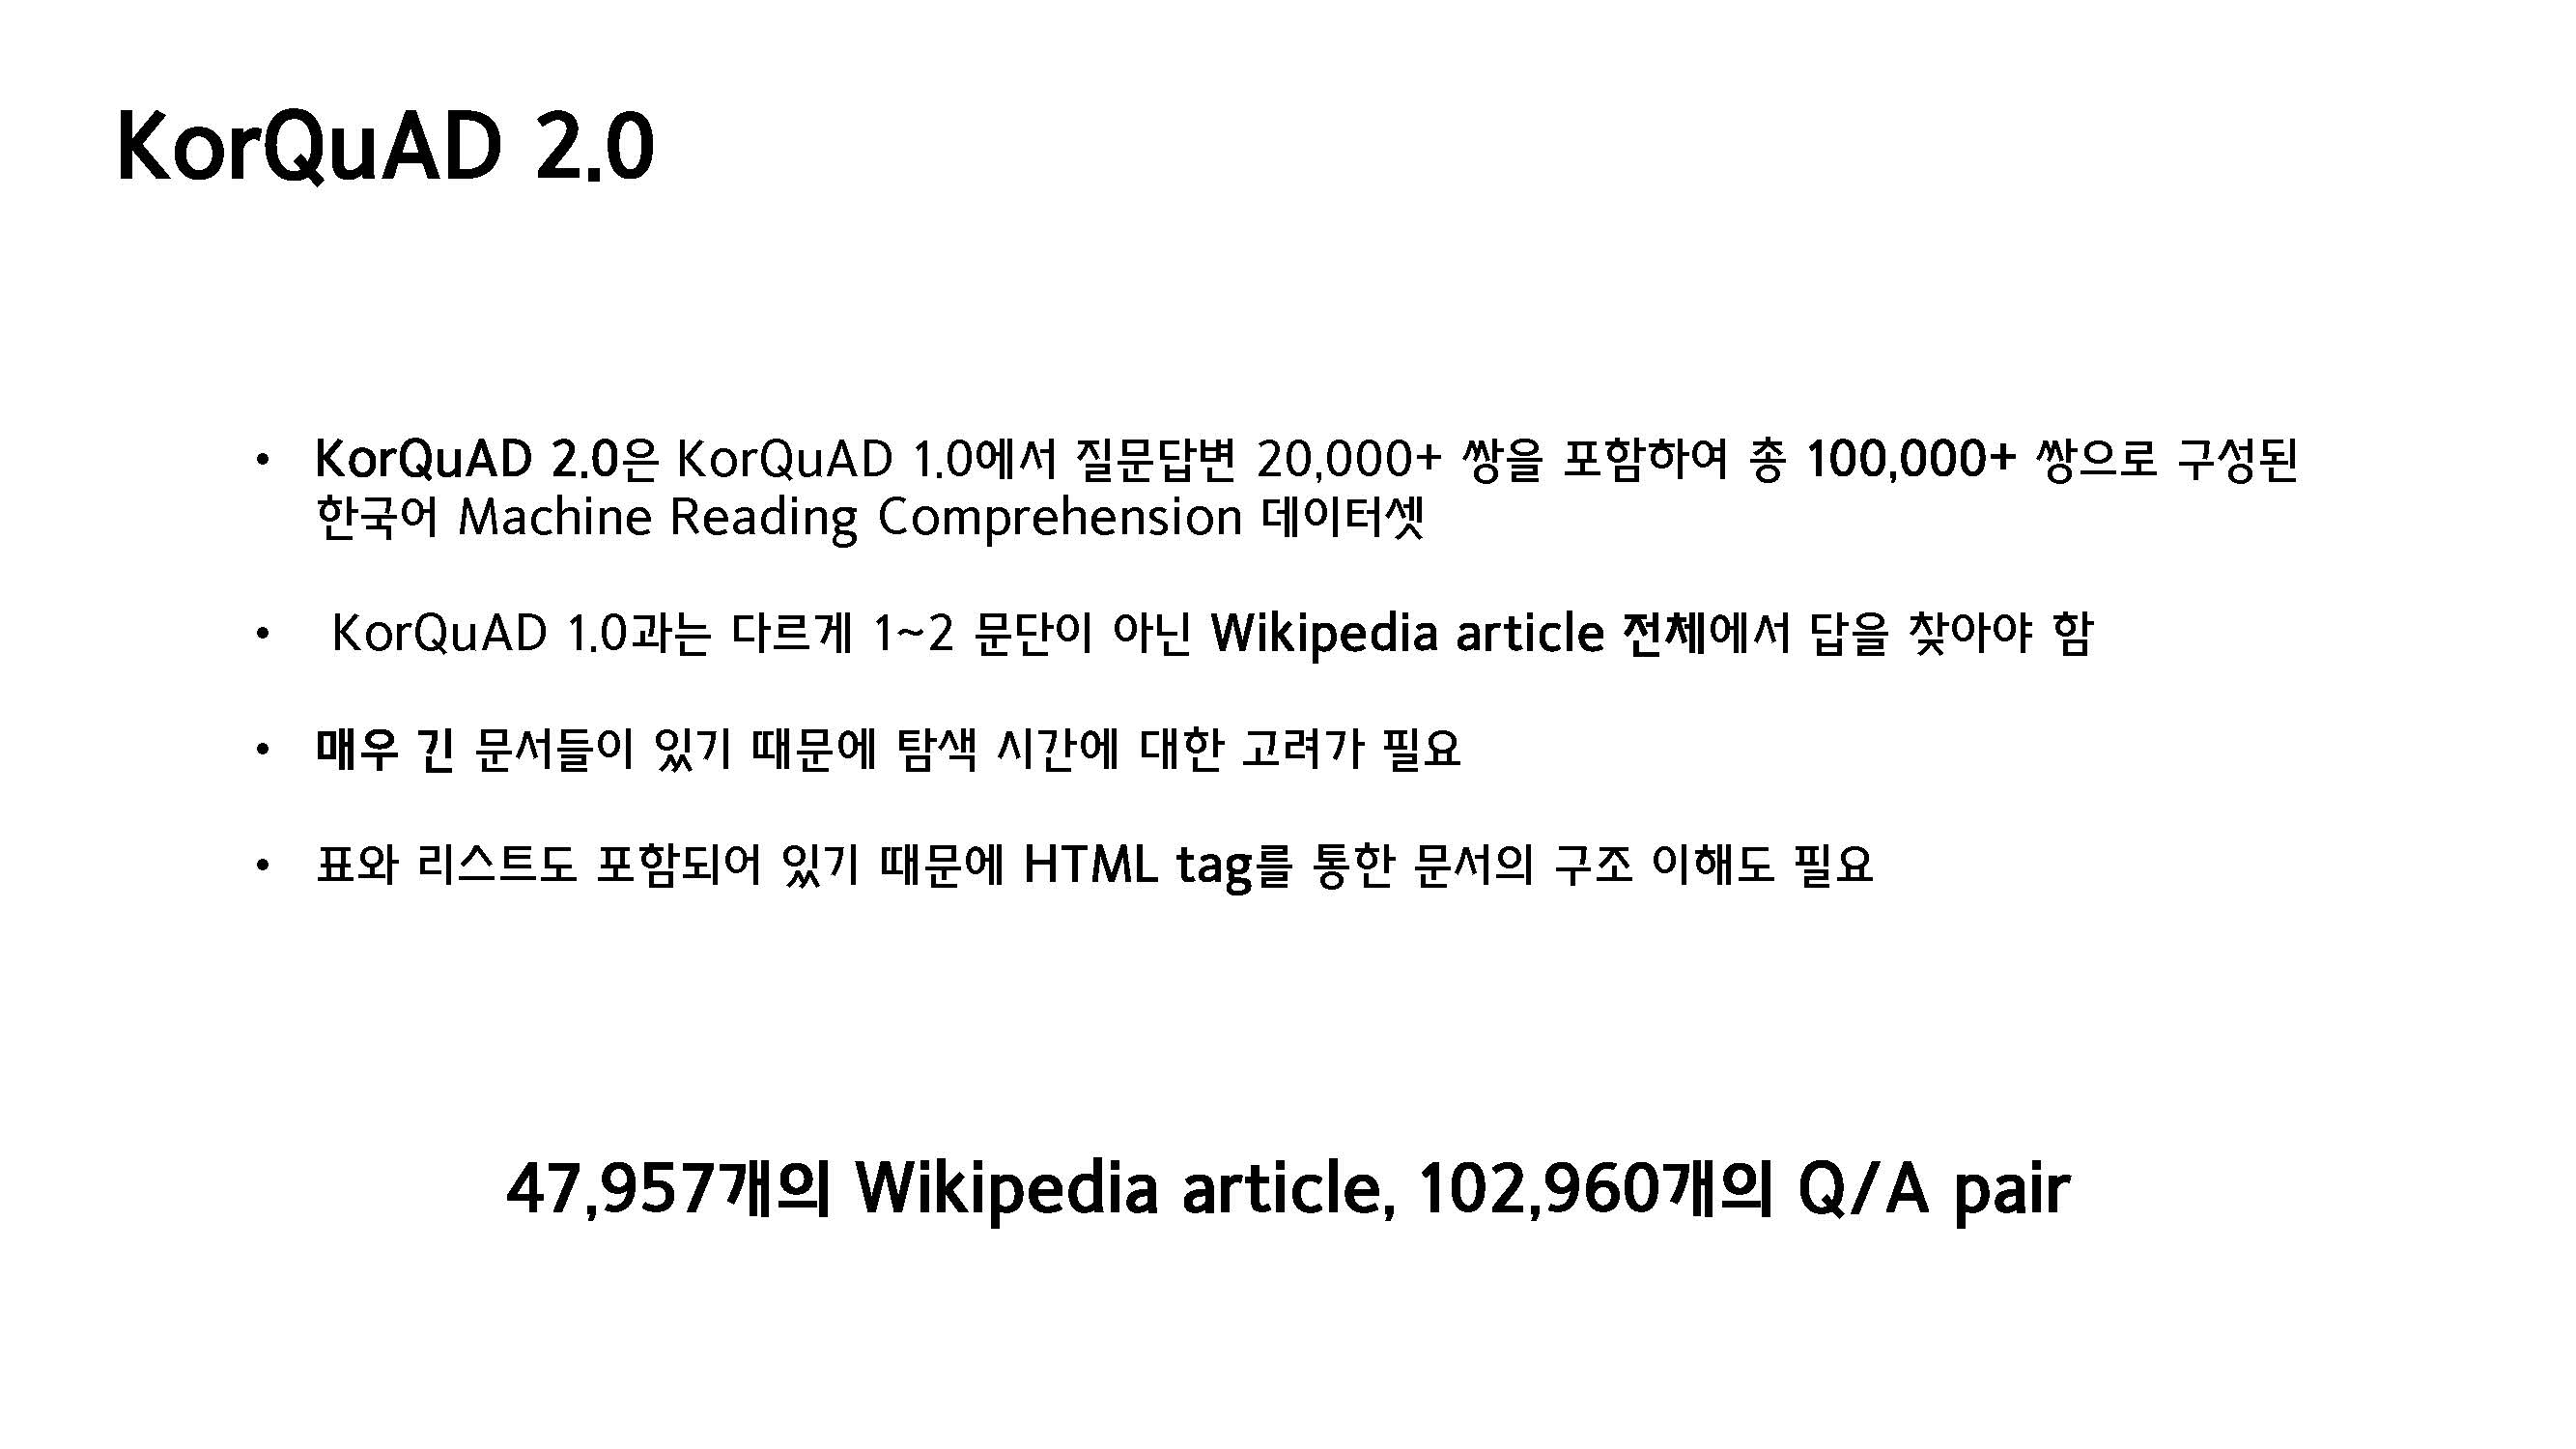 KorQuAD 2.0
• KorQuAD 2.0은 KorQuAD 1.0에서 질문답변 20,000+ 쌍을 포함하여 총 100,000+ 쌍으로 구성된
한국어 Machine Reading Comprehension 데이터셋
• KorQuAD 1.0과는 다르게 1~2 문단이 아닌 Wikipedia article 전체에서 답을 찾아야 함
• 매우 긴 문서들이 있기 때문에 탐색 시간에 대한 고려가 필요
• 표와 리스트도 포함되어 있기 때문에 HTML tag를 통한 문서의 구조 이해도 필요
47,957개의 Wikipedia article, 102,960개의 Q/A pair